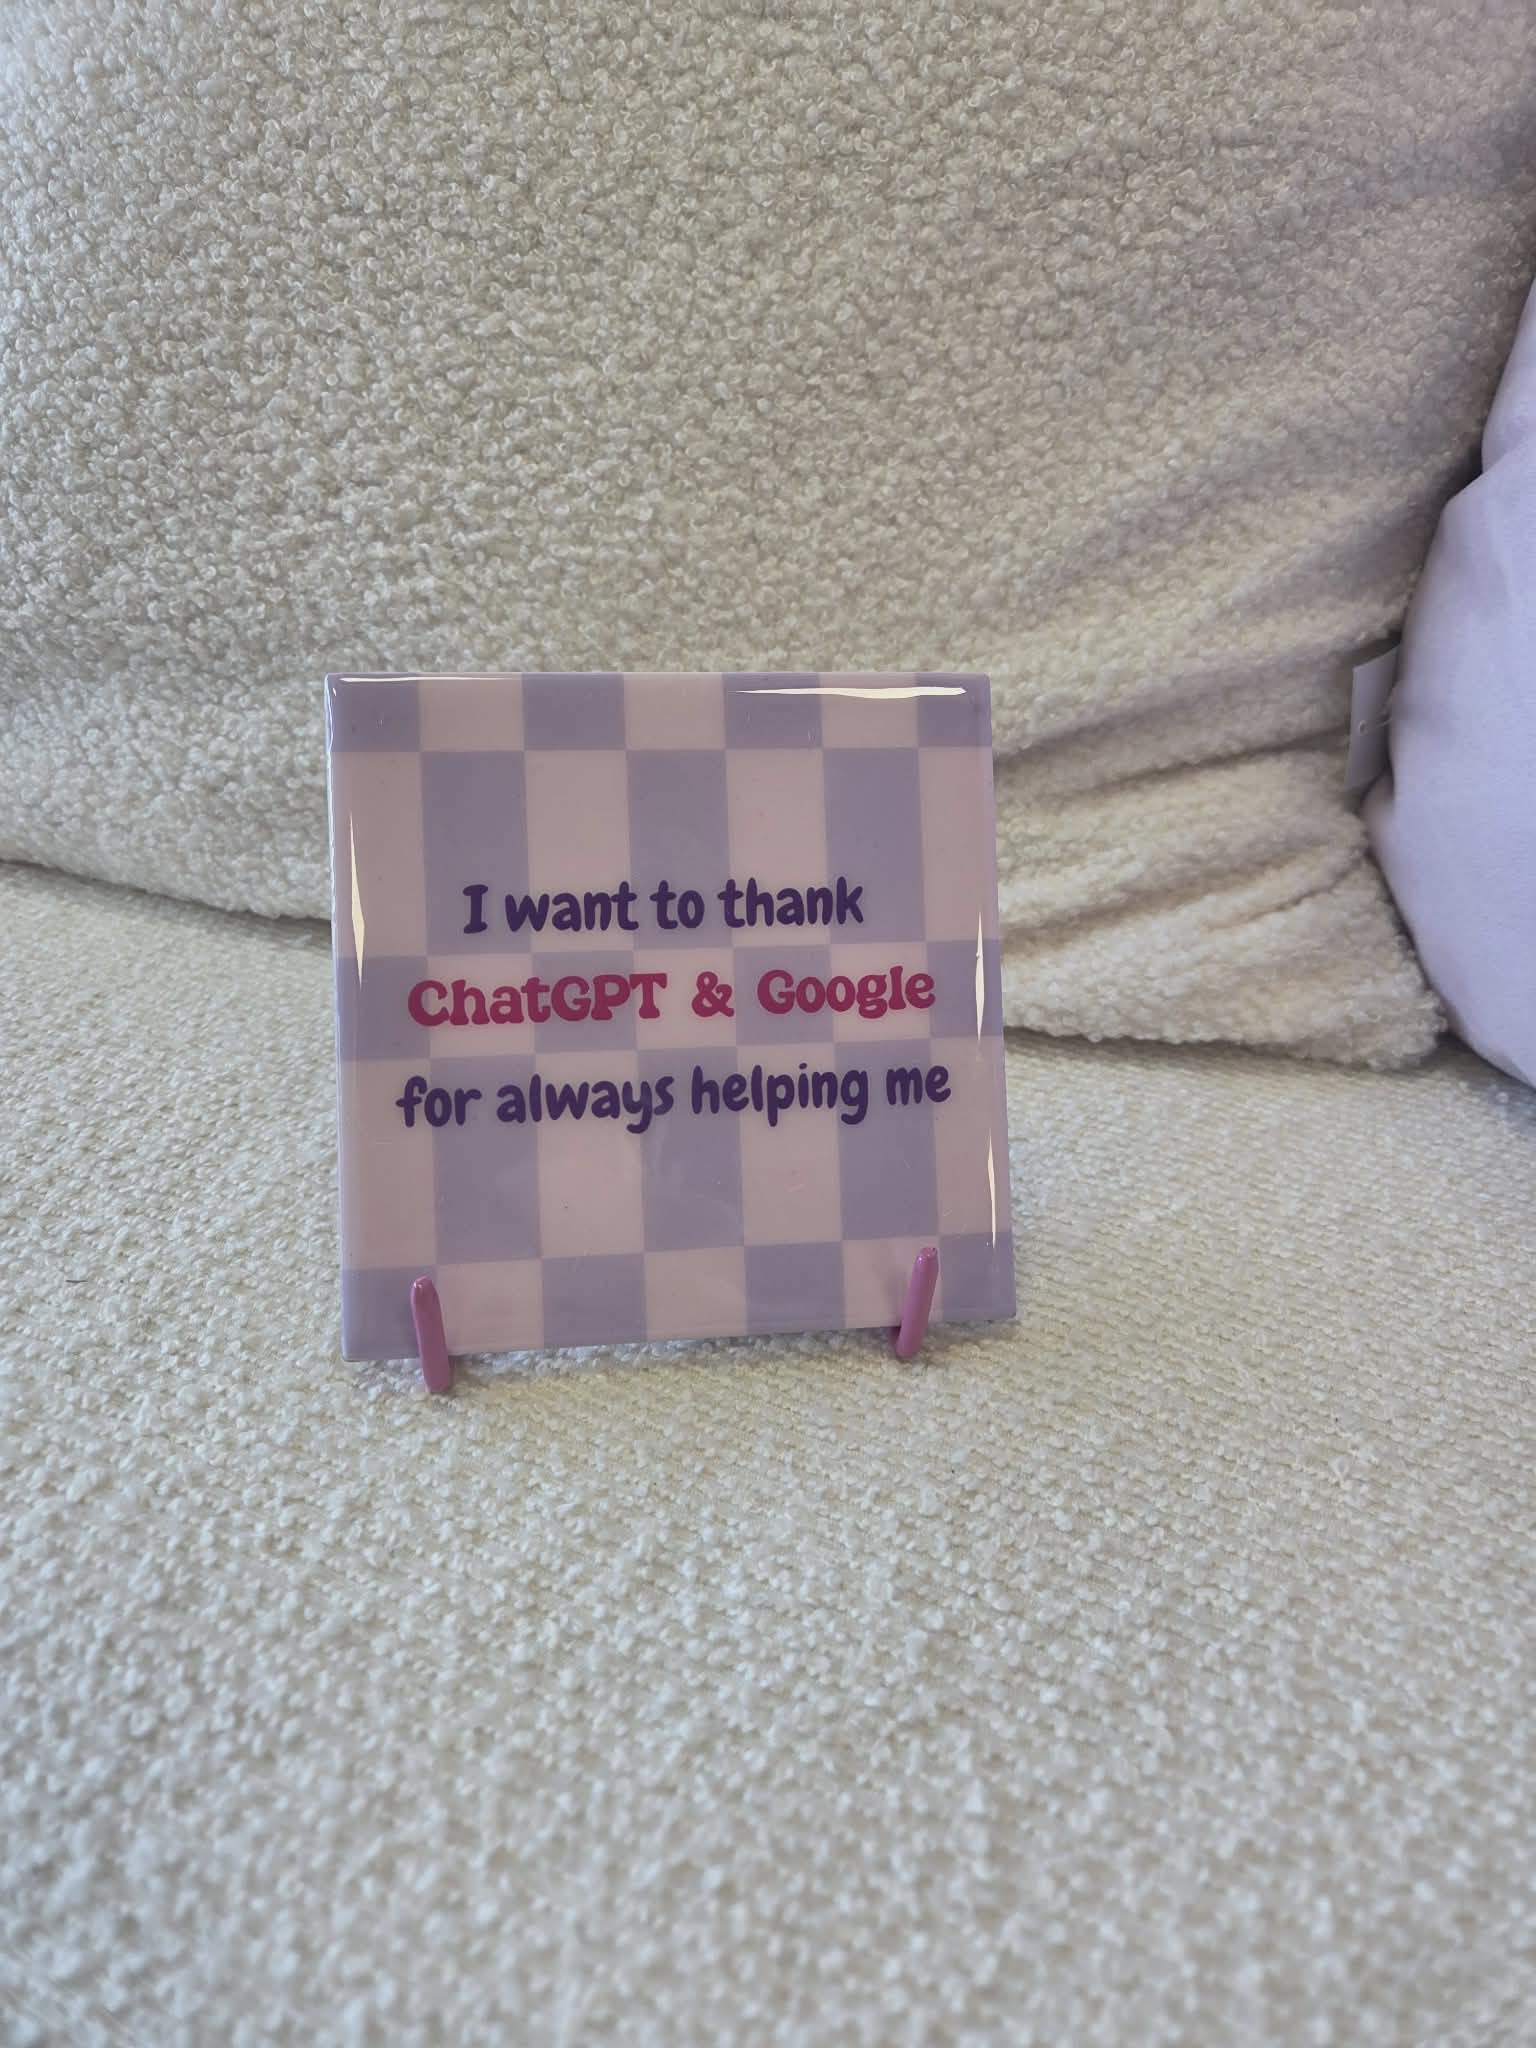 I want to thank
ChatGPT & Google
for always helping me